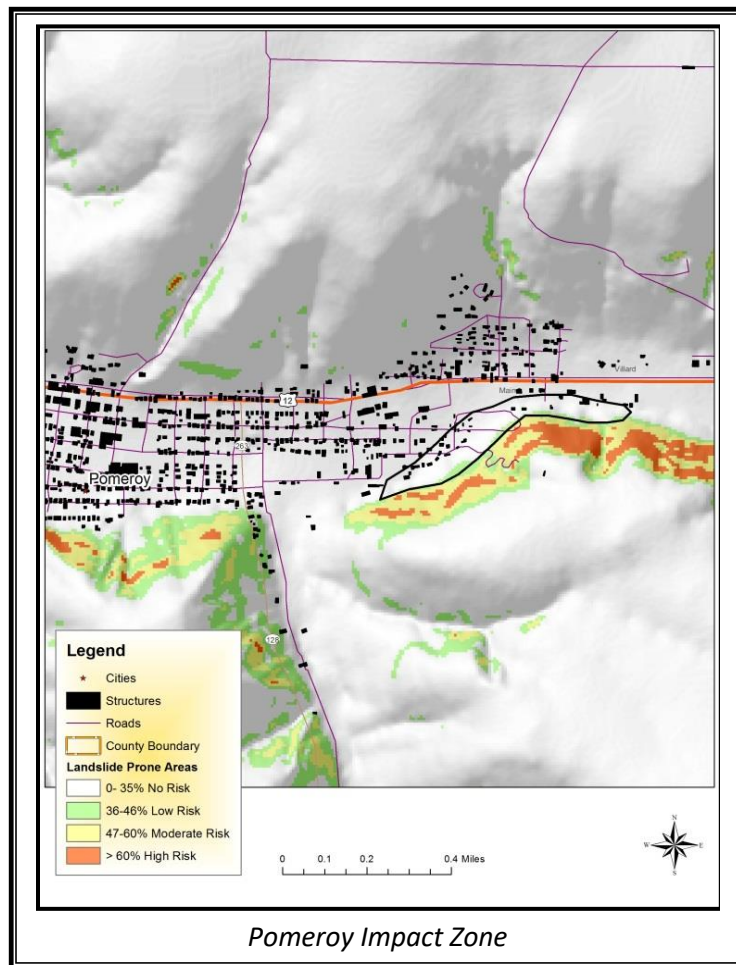 Villard
Main
12
263
Pomeroy
128
Legend
Cities
Structures
Roads
County Boundary
Landslide Prone Areas
0- 35% No Risk
36-46% Low Risk
47-60% Moderate Risk
> 60% High Risk
0 0.1 0.2 0.4 Miles
N
W E
S
Pomeroy Impact Zone